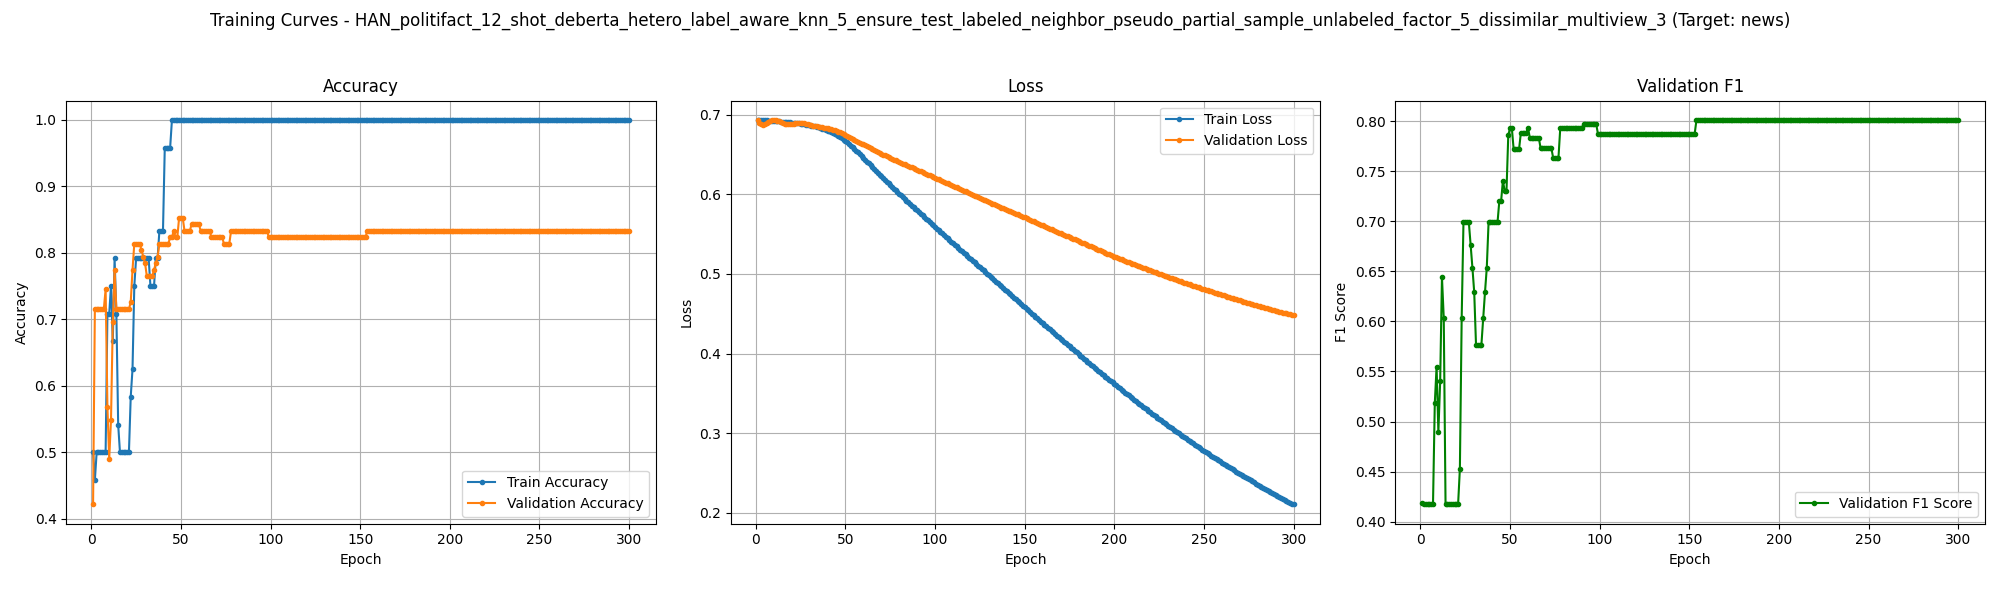 Training Curves - HAN_politifact_12_shot_deberta_hetero_label_aware_knn_5_ensure_test_labeled_neighbor_pseudo_partial_sample_unlabeled_factor_5_dissimilar_multiview_3 (Target: news)
Accuracy
1.0
0.9
0.8
0.7
0.6
0.5
0.4
Accuracy
Train Accuracy
Validation Accuracy
0 50 100 150 200 250 300
Epoch
Loss
0.7
0.6
0.5
0.4
0.3
0.2
Loss
Train Loss
Validation Loss
0 50 100 150 200 250 300
Epoch
Validation F1
0.80
0.75
0.70
0.65
0.60
0.55
0.50
0.45
0.40
F1 Score
Validation F1 Score
0 50 100 150 200 250 300
Epoch